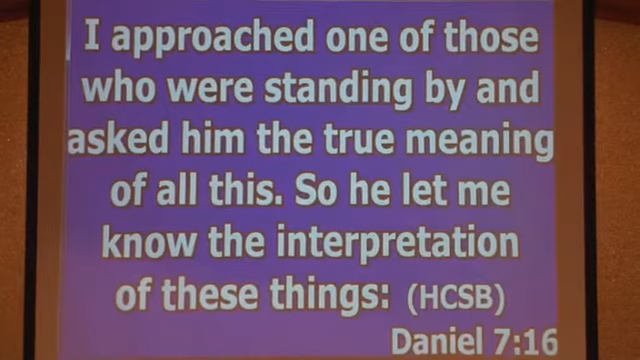 I approached one of those
who were standing by and
asked him the true meaning
of all this. So he let me
know the interpretation
of these things: (HCSB)
Daniel 7:16